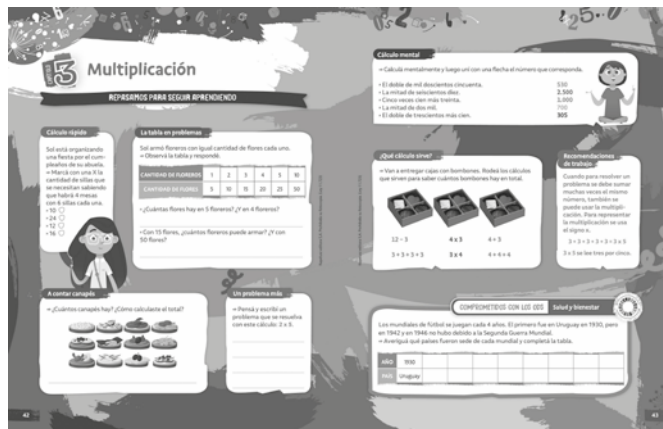 CAPÍTULO
3
Multiplicación
REPASAMOS PARA SEGUIR APRENDIENDO
Cálculo rápido
Sol está organizando
una fiesta por el cum-
pleaños de su abuela.
⇒ Marcá con una X la
cantidad de sillas que
se necesitan sabiendo
que habrá 4 mesas
con 6 sillas cada una.
• 10
• 24
• 12
• 16
La tabla en problemas
Sol armó floreros con igual cantidad de flores cada uno.
⇒ Observá la tabla y respondé.
CANTIDAD DE FLOREROS 1 2 3 4 5 10
CANTIDAD DE FLORES 5 10 15 20 25 50
• ¿Cuántas flores hay en 5 floreros? ¿Y en 4 floreros?
• Con 15 flores, ¿cuántos floreros puede armar? ¿Y con
50 flores?
A contar canapés
⇒ ¿Cuántos canapés hay? ¿Cómo calculaste el total?
Un problema más
⇒ Pensá y escribí un
problema que se resuelva
con este cálculo: 2 x 5.
42
Cálculo mental
⇒ Calculá mentalmente y luego uní con una flecha el número que corresponda.
• El doble de mil doscientos cincuenta. 530
• La mitad de seiscientos diez. 2.500
• Cinco veces cien más treinta. 1.000
• La mitad de dos mil. 700
• El doble de trescientos más cien. 305
¿Qué cálculo sirve?
⇒ Van a entregar cajas con bombones. Rodeá los cálculos
que sirven para saber cuántos bombones hay en total.
12 - 3 4 x 3 4 + 3
3 + 3 + 3 + 3 3 x 4 4 + 4 + 4
Recomendaciones
de trabajo
Cuando para resolver un
problema se debe sumar
muchas veces el mismo
número, también se
puede usar la multipli-
cación. Para representar
la multiplicación se usa
el signo x.
3 + 3 + 3 + 3 + 3 = 3 x 5
3 x 5 se lee tres por cinco.
COMPROMETIDOS CON LOS ODS Salud y bienestar
Los mundiales de fútbol se juegan cada 4 años. El primero fue en Uruguay en 1930, pero
en 1942 y en 1946 no hubo debido a la Segunda Guerra Mundial.
⇒ Averiguá qué países fueron sede de cada mundial y completá la tabla.
AÑO 1930
PAÍS Uruguay
43